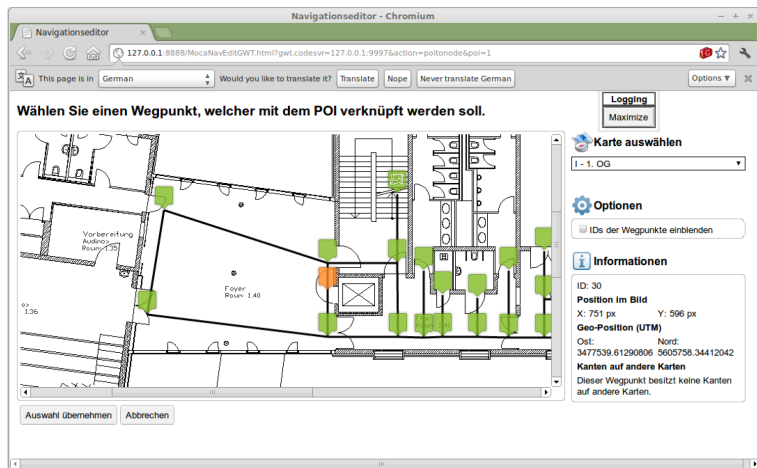 Navigationseditor - Chromium
Navigationseditor
127.0.0.1:8888/MocaNavEditGWT.html?gwt.codesvr=127.0.0.1:9997&action=poitonode&poi=1
This page is in German Would you like to translate it? Translate Nope Never translate German Options
Logging
Maximize
Wählen Sie einen Wegpunkt, welcher mit dem POI verknüpft werden soll.
Karte auswählen
I - 1. OG
Optionen
IDs der Wegpunkte einblenden
Informationen
ID: 30
Position im Bild
X: 751 px Y: 596 px
Geo-Position (UTM)
Ost: Nord:
3477539.61290806 5605758.34412042
Kanten auf andere Karten
Dieser Wegpunkt besitzt keine Kanten
auf andere Karten.
Vorbereitung
Foyer
1.40
1.36
Auswahl übernehmen Abbrechen